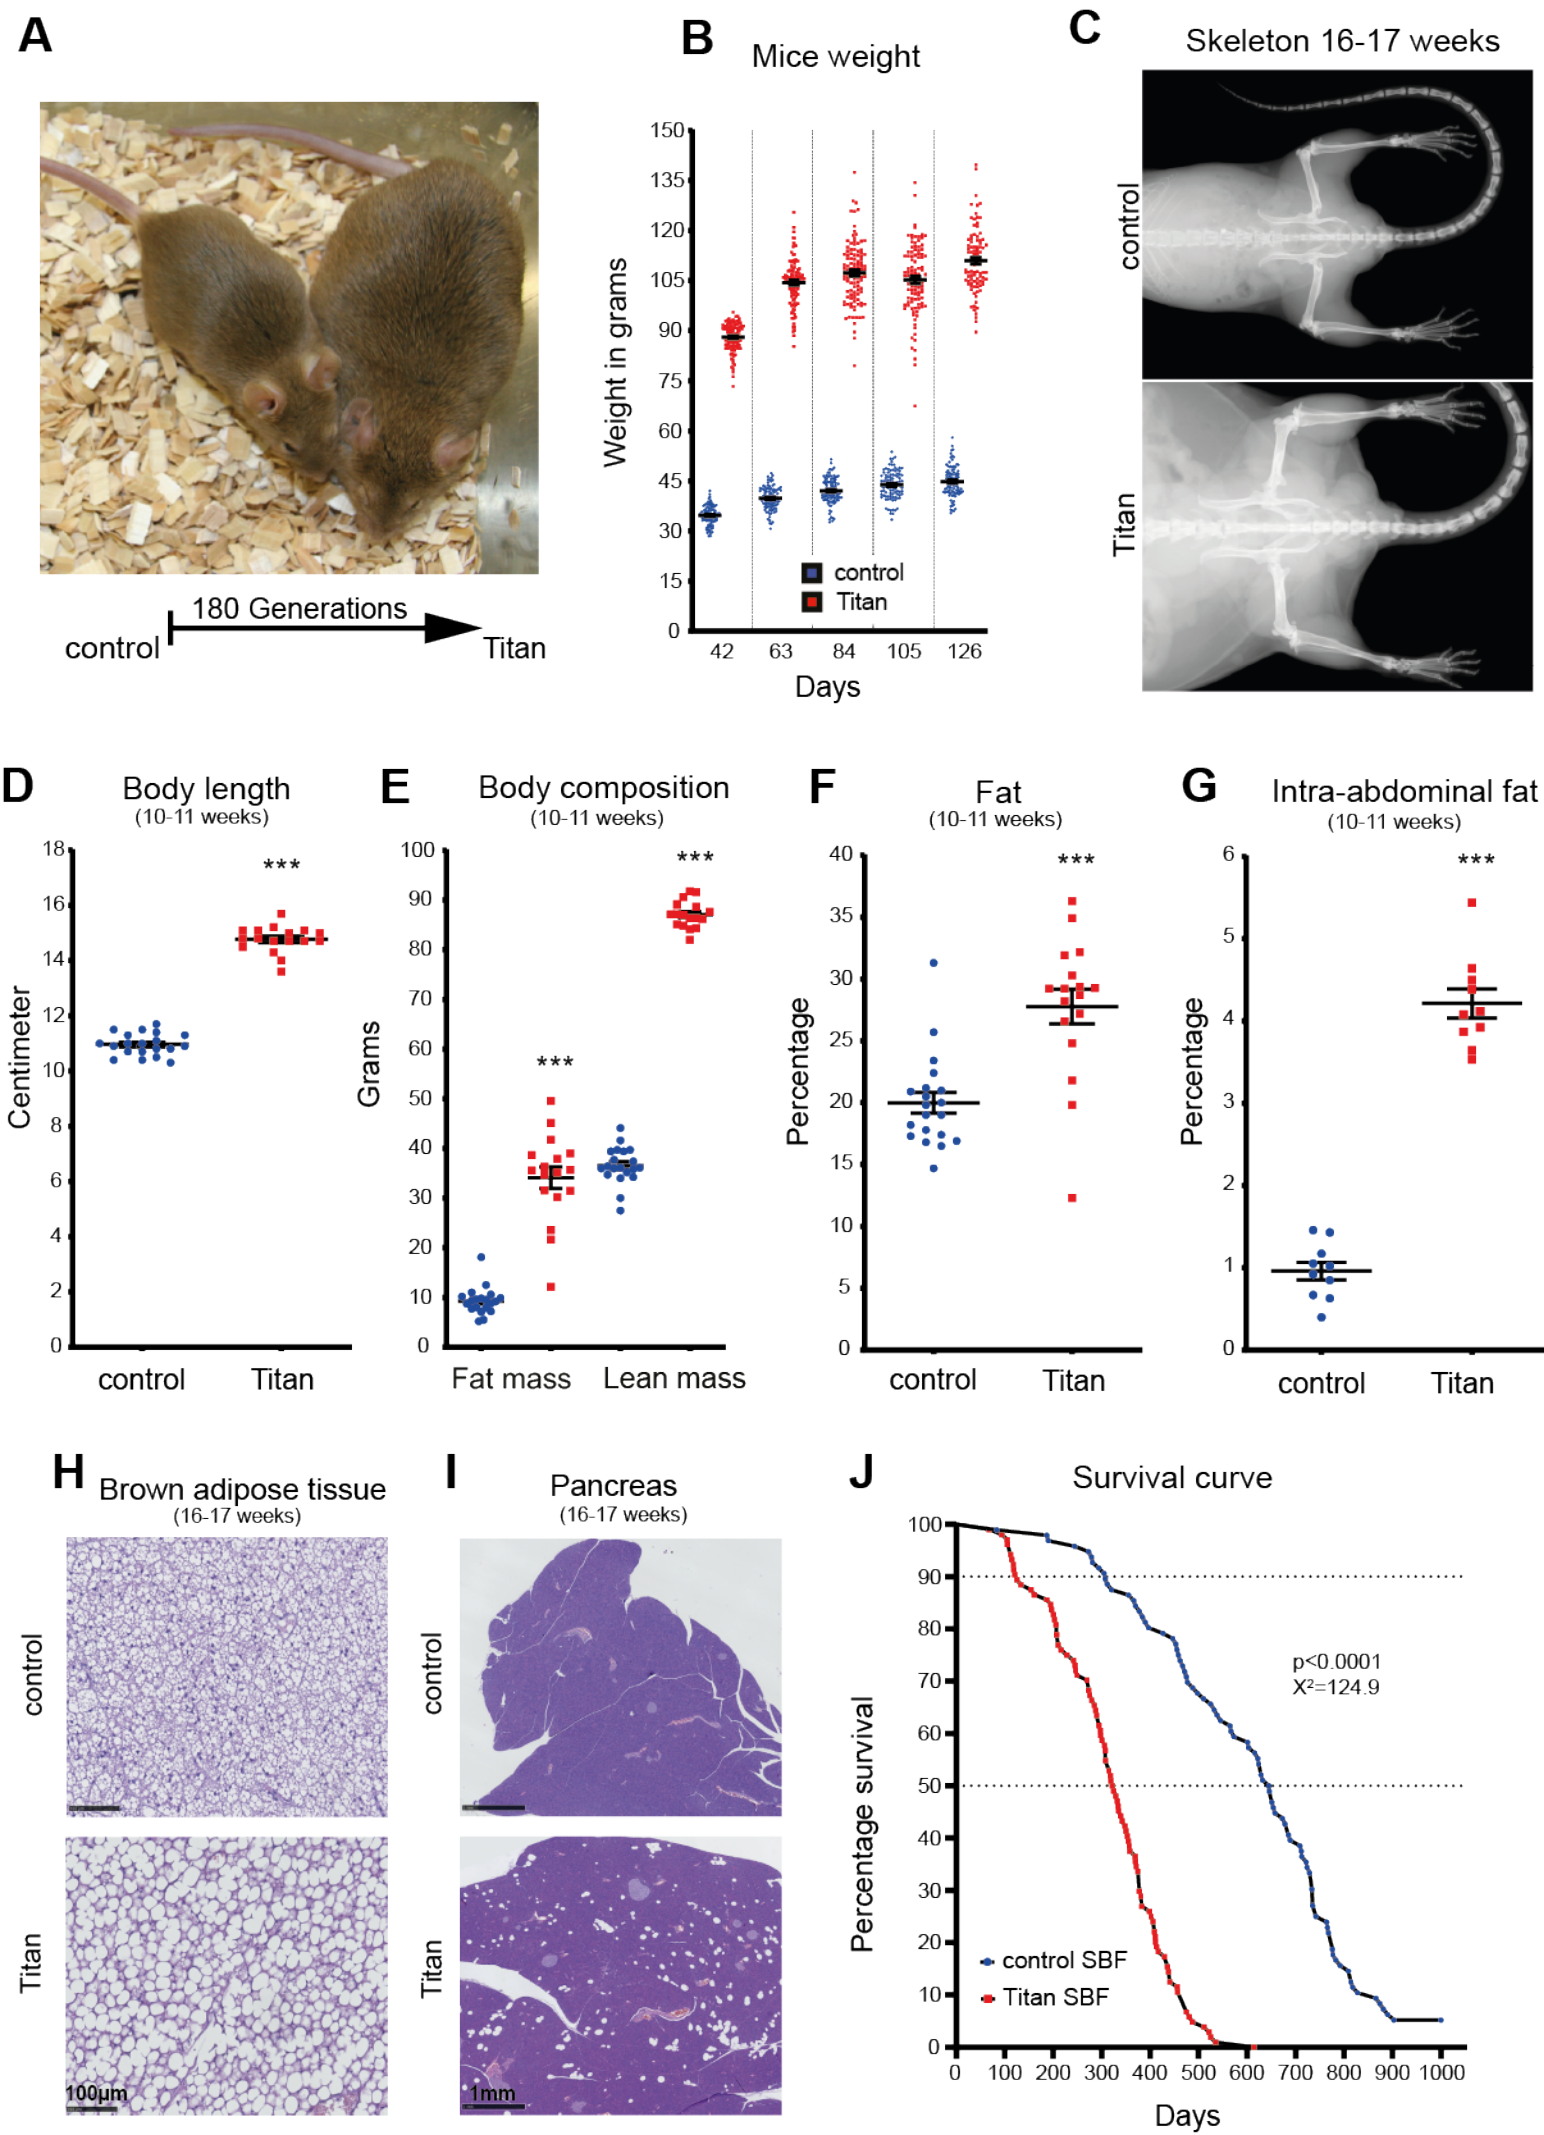 A
180 Generations
control
Titan
B
Mice weight
Weight in grams
150
135
120
105
90
75
60
45
30
15
0
control
Titan
42 63 84 105 126
Days
C
Skeleton 16-17 weeks
control
Titan
D
Body length
(10-11 weeks)
Centimeter
18
16
14
12
10
8
6
4
2
0
***
control Titan
E
Body composition
(10-11 weeks)
Grams
100
90
80
70
60
50
40
30
20
10
0
***
***
Fat mass Lean mass
F
Fat
(10-11 weeks)
Percentage
40
35
30
25
20
15
10
5
0
***
control Titan
G
Intra-abdominal fat
(10-11 weeks)
Percentage
6
5
4
3
2
1
0
***
control Titan
H
Brown adipose tissue
(16-17 weeks)
control
Titan
100µm
I
Pancreas
(16-17 weeks)
control
Titan
1mm
J
Survival curve
Percentage survival
100
90
80
70
60
50
40
30
20
10
0
p<0.0001
X²=124.9
control SBF
Titan SBF
0 100 200 300 400 500 600 700 800 900 1000
Days